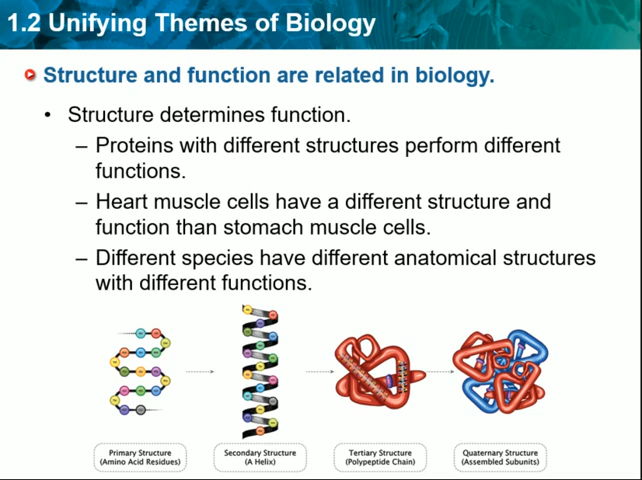 1.2 Unifying Themes of Biology
Structure and function are related in biology.
• Structure determines function.
– Proteins with different structures perform different
functions.
– Heart muscle cells have a different structure and
function than stomach muscle cells.
– Different species have different anatomical structures
with different functions.
Primary Structure
(Amino Acid Residues)
Secondary Structure
(A Helix)
Tertiary Structure
(Polypeptide Chain)
Quaternary Structure
(Assembled Subunits)